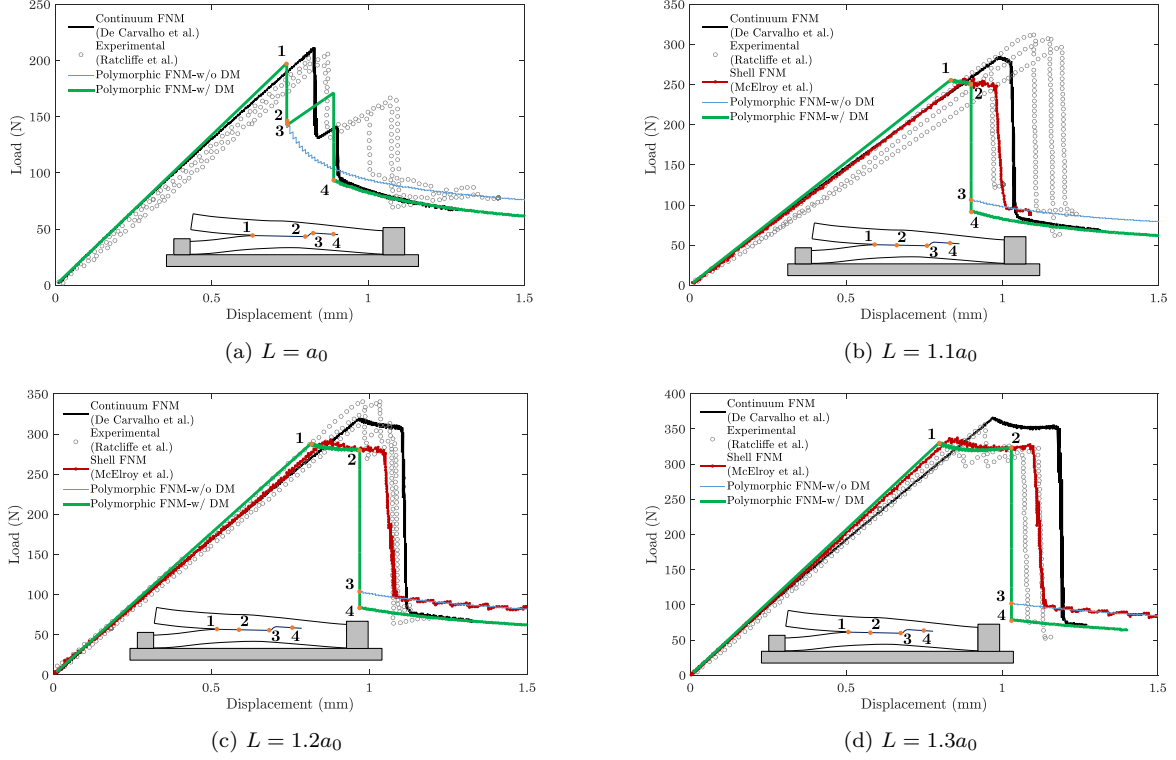 250
200
150
100
50
0
Load (N)
Continuum FNM
(De Carvalho et al.)
Experimental
(Ratcliffe et al.)
Polymorphic FNM-w/o DM
Polymorphic FNM-w/ DM
1
2
3
4
1
2
3
4
0
0.5
1
1.5
Displacement (mm)
(a) L = a₀
350
300
250
200
150
100
50
0
Load (N)
Continuum FNM
(De Carvalho et al.)
Experimental
(Ratcliffe et al.)
Shell FNM
(McElroy et al.)
Polymorphic FNM-w/o DM
Polymorphic FNM-w/ DM
1
2
3
4
1
2
3
4
0
0.5
1
1.5
Displacement (mm)
(b) L = 1.1a₀
350
300
250
200
150
100
50
0
Load (N)
Continuum FNM
(De Carvalho et al.)
Experimental
(Ratcliffe et al.)
Shell FNM
(McElroy et al.)
Polymorphic FNM-w/o DM
Polymorphic FNM-w/ DM
1
2
3
4
1
2
3
4
0
0.5
1
1.5
Displacement (mm)
(c) L = 1.2a₀
400
350
300
250
200
150
100
50
0
Load (N)
Continuum FNM
(De Carvalho et al.)
Experimental
(Ratcliffe et al.)
Shell FNM
(McElroy et al.)
Polymorphic FNM-w/o DM
Polymorphic FNM-w/ DM
1
2
3
4
1
2
3
4
0
0.5
1
1.5
Displacement (mm)
(d) L = 1.3a₀